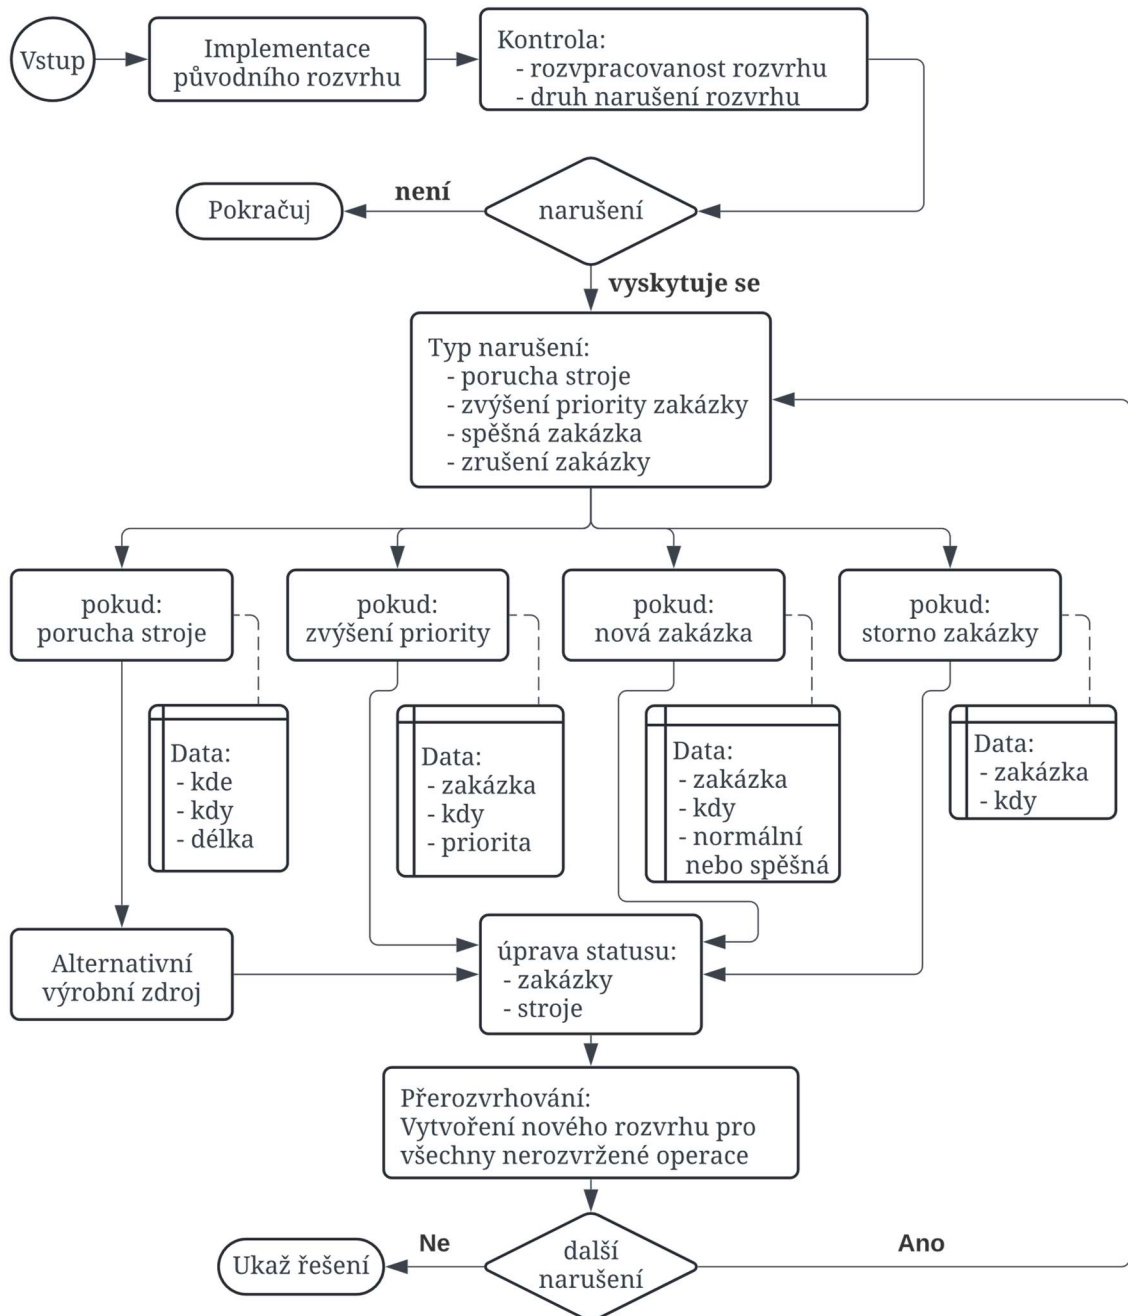 Vstup
Implementace
původního rozvrhu
Kontrola:
- rozvpracovanost rozvrhu
- druh narušení rozvrhu
Pokračuj
není
narušení
vyskytuje se
Typ narušení:
- porucha stroje
- zvýšení priority zakázky
- spěšná zakázka
- zrušení zakázky
pokud:
porucha stroje
pokud:
zvýšení priority
pokud:
nová zakázka
pokud:
storno zakázky
Data:
- kde
- kdy
- délka
Data:
- zakázka
- kdy
- priorita
Data:
- zakázka
- kdy
- normální
nebo spěšná
Data:
- zakázka
- kdy
Alternativní
výrobní zdroj
úprava statusu:
- zakázky
- stroje
Přerozvrhování:
Vytvoření nového rozvrhu pro
všechny nerozvržené operace
Ukaž řešení
Ne
další
narušení
Ano